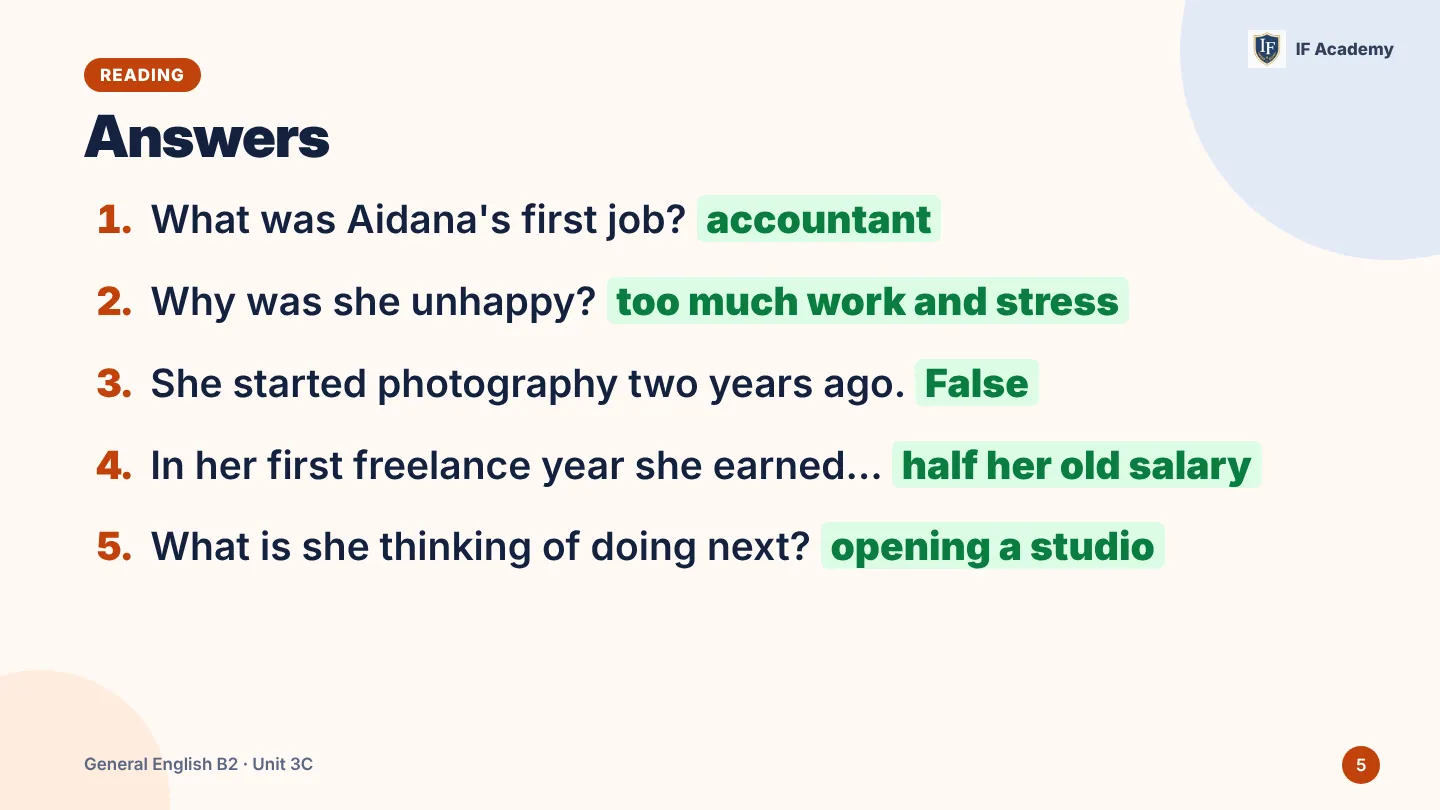 IF Academy
READING
Answers
1. What was Aidana's first job? accountant
2. Why was she unhappy? too much work and stress
3. She started photography two years ago. False
4. In her first freelance year she earned... half her old salary
5. What is she thinking of doing next? opening a studio
General English B2 · Unit 3C
5